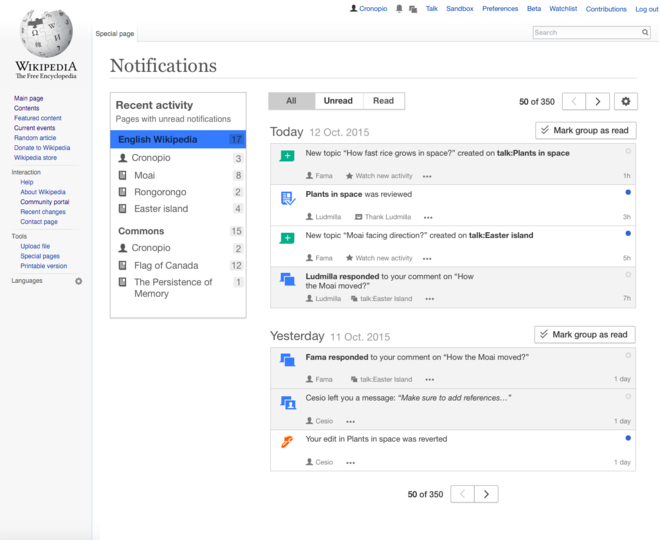 Cronopio Talk Sandbox Preferences Beta Watchlist Contributions Log out
Special page
Search
WIKIPEDIA
The Free Encyclopedia
Main page
Contents
Featured content
Current events
Random article
Donate to Wikipedia
Wikipedia store
Interaction
Help
About Wikipedia
Community portal
Recent changes
Contact page
Tools
Upload file
Special pages
Printable version
Languages
Notifications
Recent activity
Pages with unread notifications
English Wikipedia 17
Cronopio 3
Moai 8
Rongorongo 2
Easter island 4
Commons 15
Cronopio 2
Flag of Canada 12
The Persistence of 1
Memory
All Unread Read
50 of 350
Today 12 Oct. 2015
Mark group as read
New topic “How fast rice grows in space?” created on talk:Plants in space
Fama Watch new activity ••• 1h
Plants in space was reviewed
Ludmilla Thank Ludmilla ••• 3h
New topic “Moai facing direction?” created on talk:Easter island
Fama Watch new activity ••• 5h
Ludmilla responded to your comment on “How
the Moai moved?”
Ludmilla talk:Easter Island ••• 7h
Yesterday 11 Oct. 2015
Mark group as read
Fama responded to your comment on “How the Moai moved?”
Fama talk:Easter Island ••• 1 day
Cesio left you a message: “Make sure to add references…”
Cesio ••• 1 day
Your edit in Plants in space was reverted
Cesio ••• 1 day
50 of 350